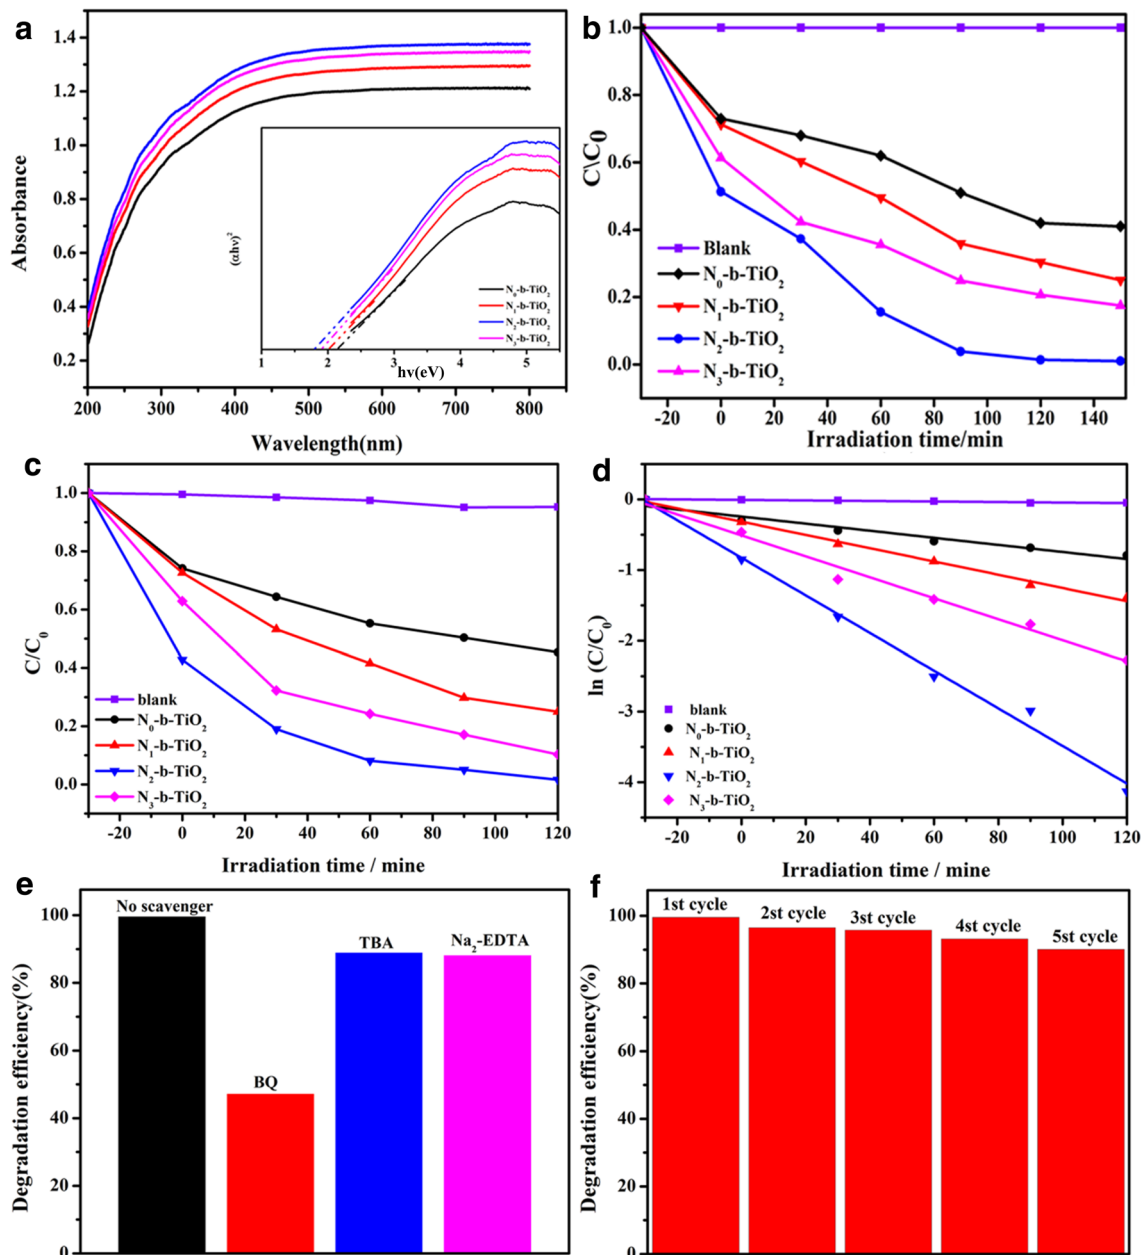 a
1.4
1.2
1.0
0.8
0.6
0.4
0.2
Absorbance
200 300 400 500 600 700 800
Wavelength(nm)
(αhν)²
N₀-b-TiO₂
N₁-b-TiO₂
N₂-b-TiO₂
N₃-b-TiO₂
1 2 3 4 5
hv(eV)
b
1.0
0.8
0.6
0.4
0.2
0.0
C\C₀
Blank
N₀-b-TiO₂
N₁-b-TiO₂
N₂-b-TiO₂
N₃-b-TiO₂
-20 0 20 40 60 80 100 120 140
Irradiation time/min
c
1.0
0.8
0.6
0.4
0.2
0.0
C/C₀
blank
N₀-b-TiO₂
N₁-b-TiO₂
N₂-b-TiO₂
N₃-b-TiO₂
-20 0 20 40 60 80 100 120
Irradiation time / mine
d
0
-1
-2
-3
-4
ln (C/C₀)
blank
N₀-b-TiO₂
N₁-b-TiO₂
N₂-b-TiO₂
N₃-b-TiO₂
-20 0 20 40 60 80 100 120
Irradiation time / mine
e
100
80
60
40
20
0
Degradation efficiency(%)
No scavenger
BQ
TBA
Na₂-EDTA
f
100
80
60
40
20
0
Degradation efficiency(%)
1st cycle
2st cycle
3st cycle
4st cycle
5st cycle